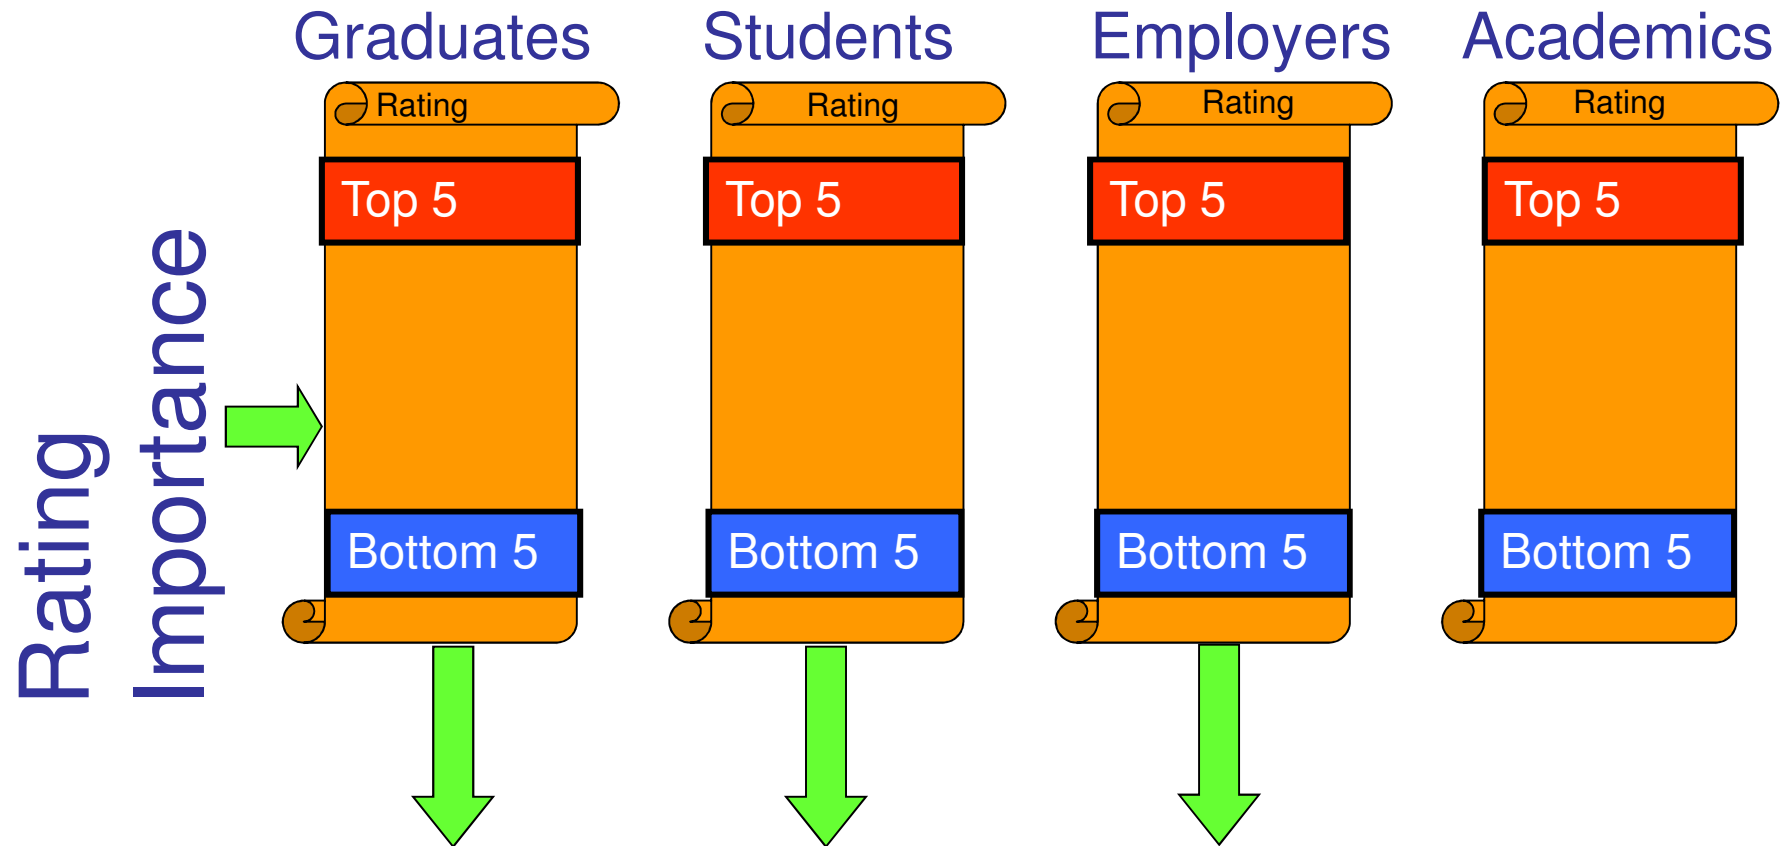 Graduates Students Employers Academics
Rating Rating Rating Rating
Top 5 Top 5 Top 5 Top 5
Rating
Importance
Bottom 5 Bottom 5 Bottom 5 Bottom 5